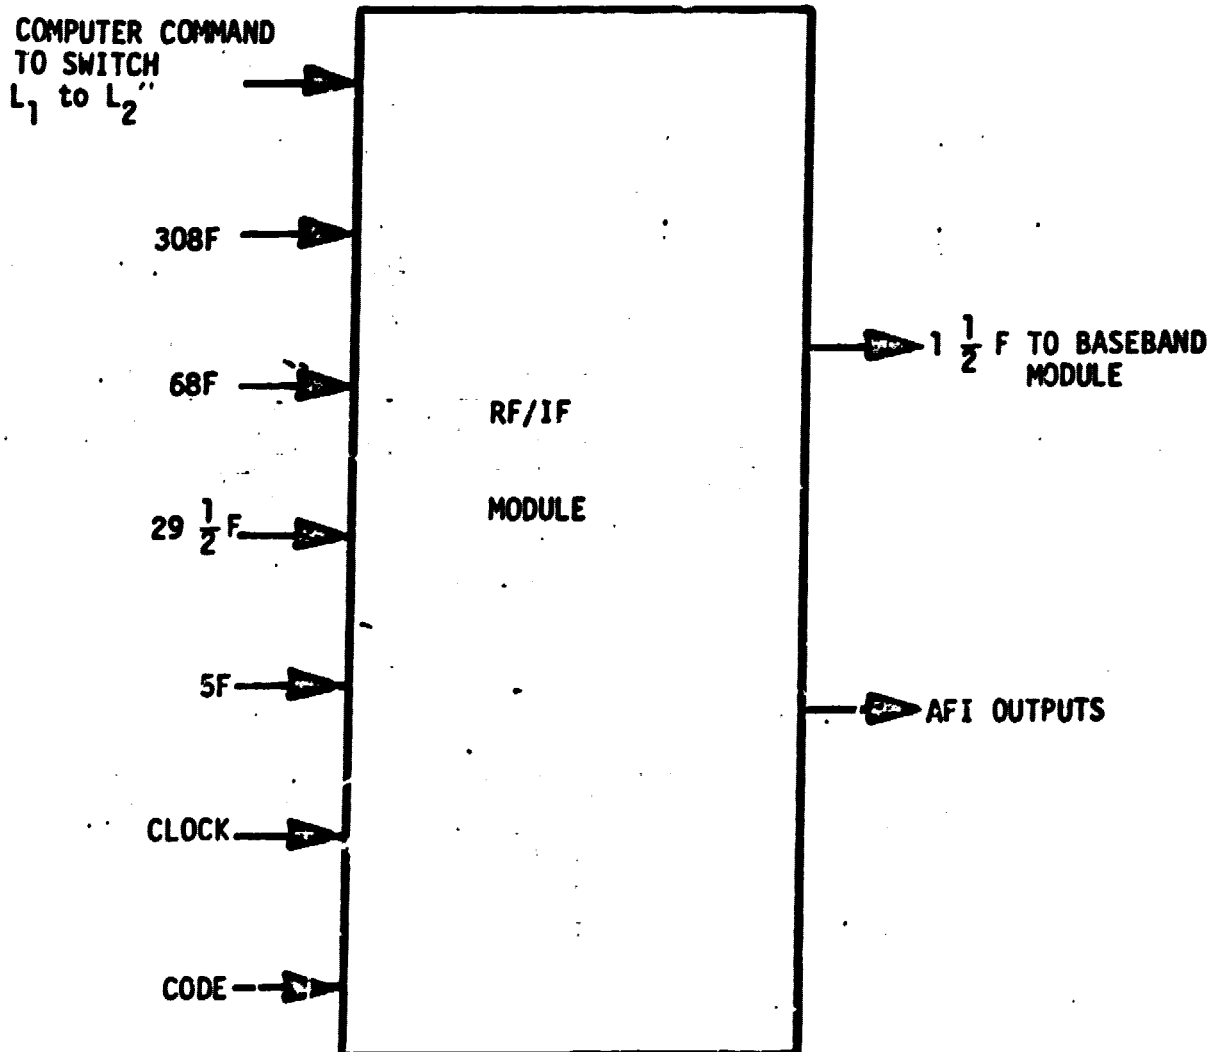 COMPUTER COMMAND
TO SWITCH
L1 to L2"
308F
68F
29 1/2 F
5F
CLOCK
CODE
RF/IF
MODULE
1 1/2 F TO BASEBAND
MODULE
AFI OUTPUTS